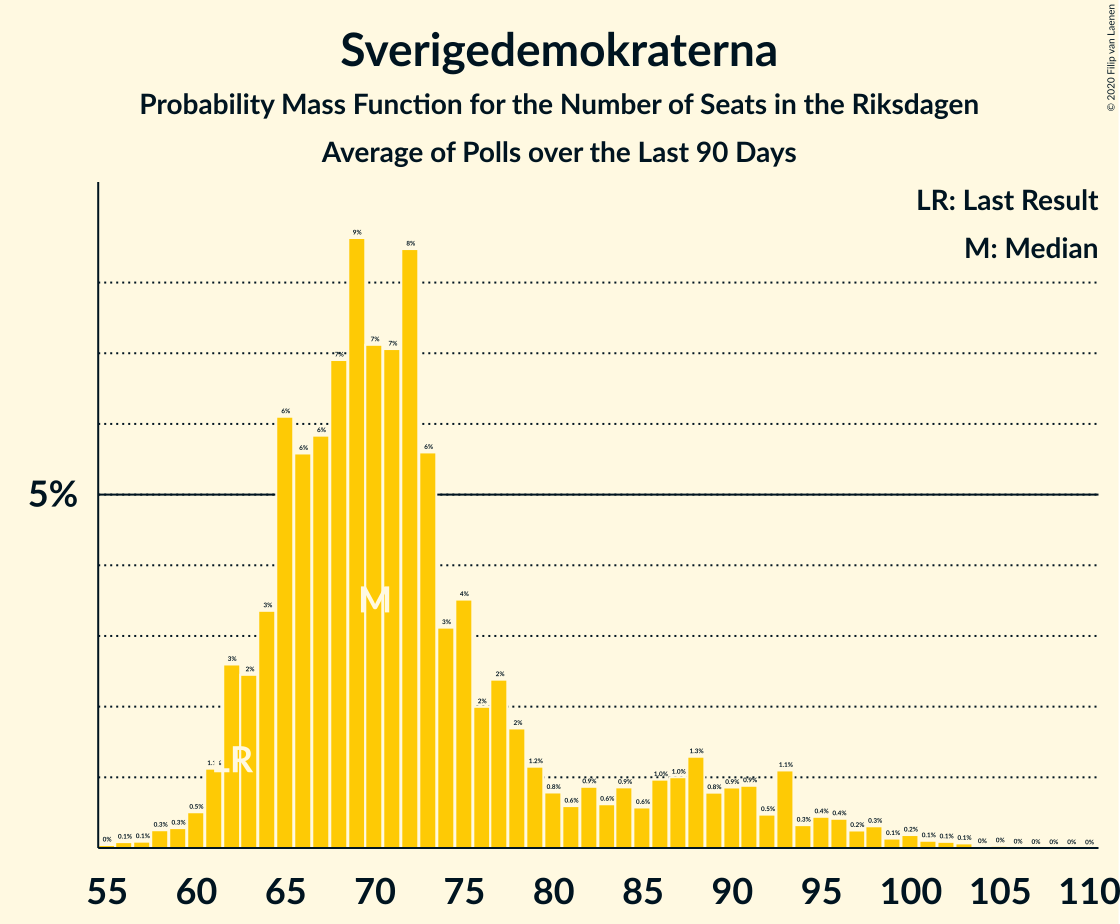 Sverigedemokraterna
Probability Mass Function for the Number of Seats in the Riksdagen
Average of Polls over the Last 90 Days
© 2020 Filip van Laenen
LR: Last Result
M: Median
5%
0% 0.1% 0.1% 0.3% 0.3% 0.5% 1.1% 3% 2% 3% 6% 6% 6% 7% 9% 7% 7% 8% 6% 3% 4% 2% 2% 2% 1.2% 0.8% 0.6% 0.9% 0.6% 0.9% 0.6% 1.0% 1.0% 1.3% 0.8% 0.9% 0.9% 0.5% 1.1% 0.3% 0.4% 0.4% 0.2% 0.3% 0.1% 0.2% 0.1% 0.1% 0.1% 0% 0% 0% 0% 0% 0% 0%
M
LR
55 60 65 70 75 80 85 90 95 100 105 110